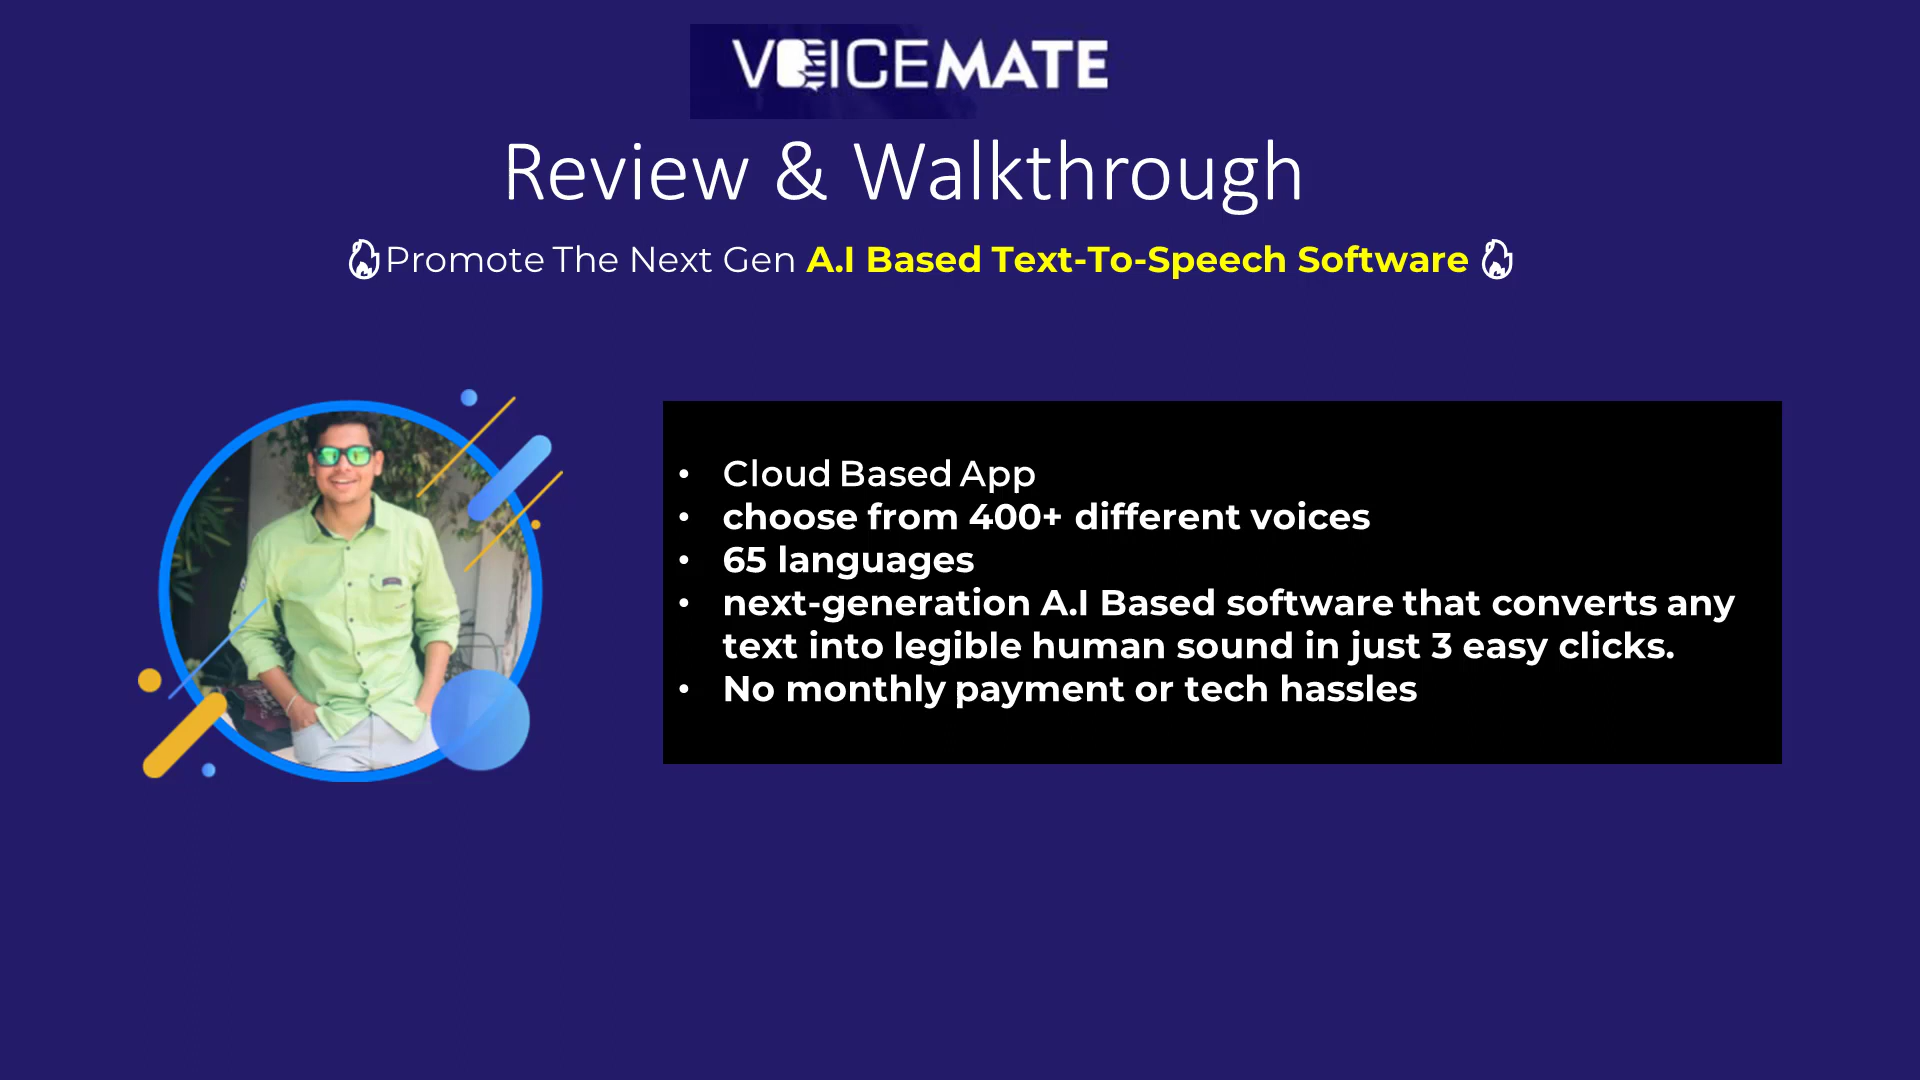 VOICEMATE
Review & Walkthrough
🔥Promote The Next Gen A.I Based Text-To-Speech Software 🔥
• Cloud Based App
• choose from 400+ different voices
• 65 languages
• next-generation A.I Based software that converts any
text into legible human sound in just 3 easy clicks.
• No monthly payment or tech hassles